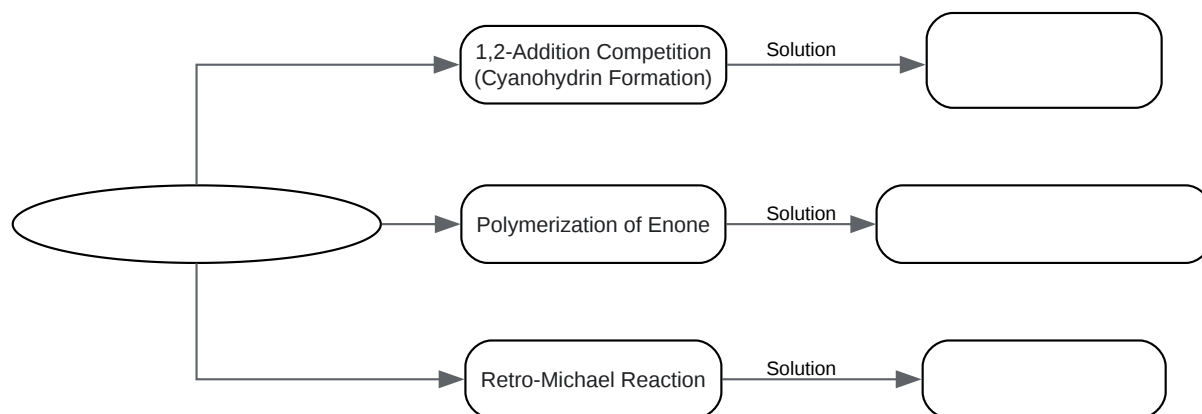 1,2-Addition Competition
(Cyanohydrin Formation)
Solution
Polymerization of Enone
Solution
Retro-Michael Reaction
Solution